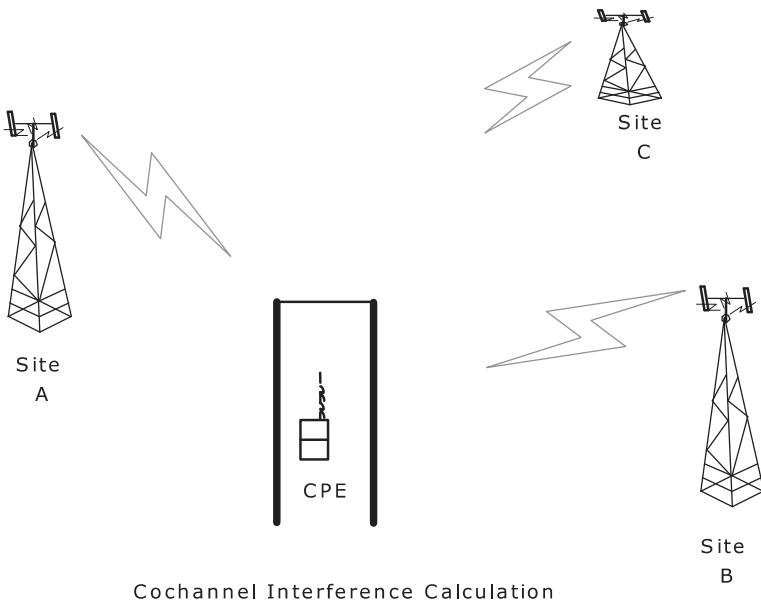 Site
C
Site
A
CPE
Site
B
Cochannel Interference Calculation